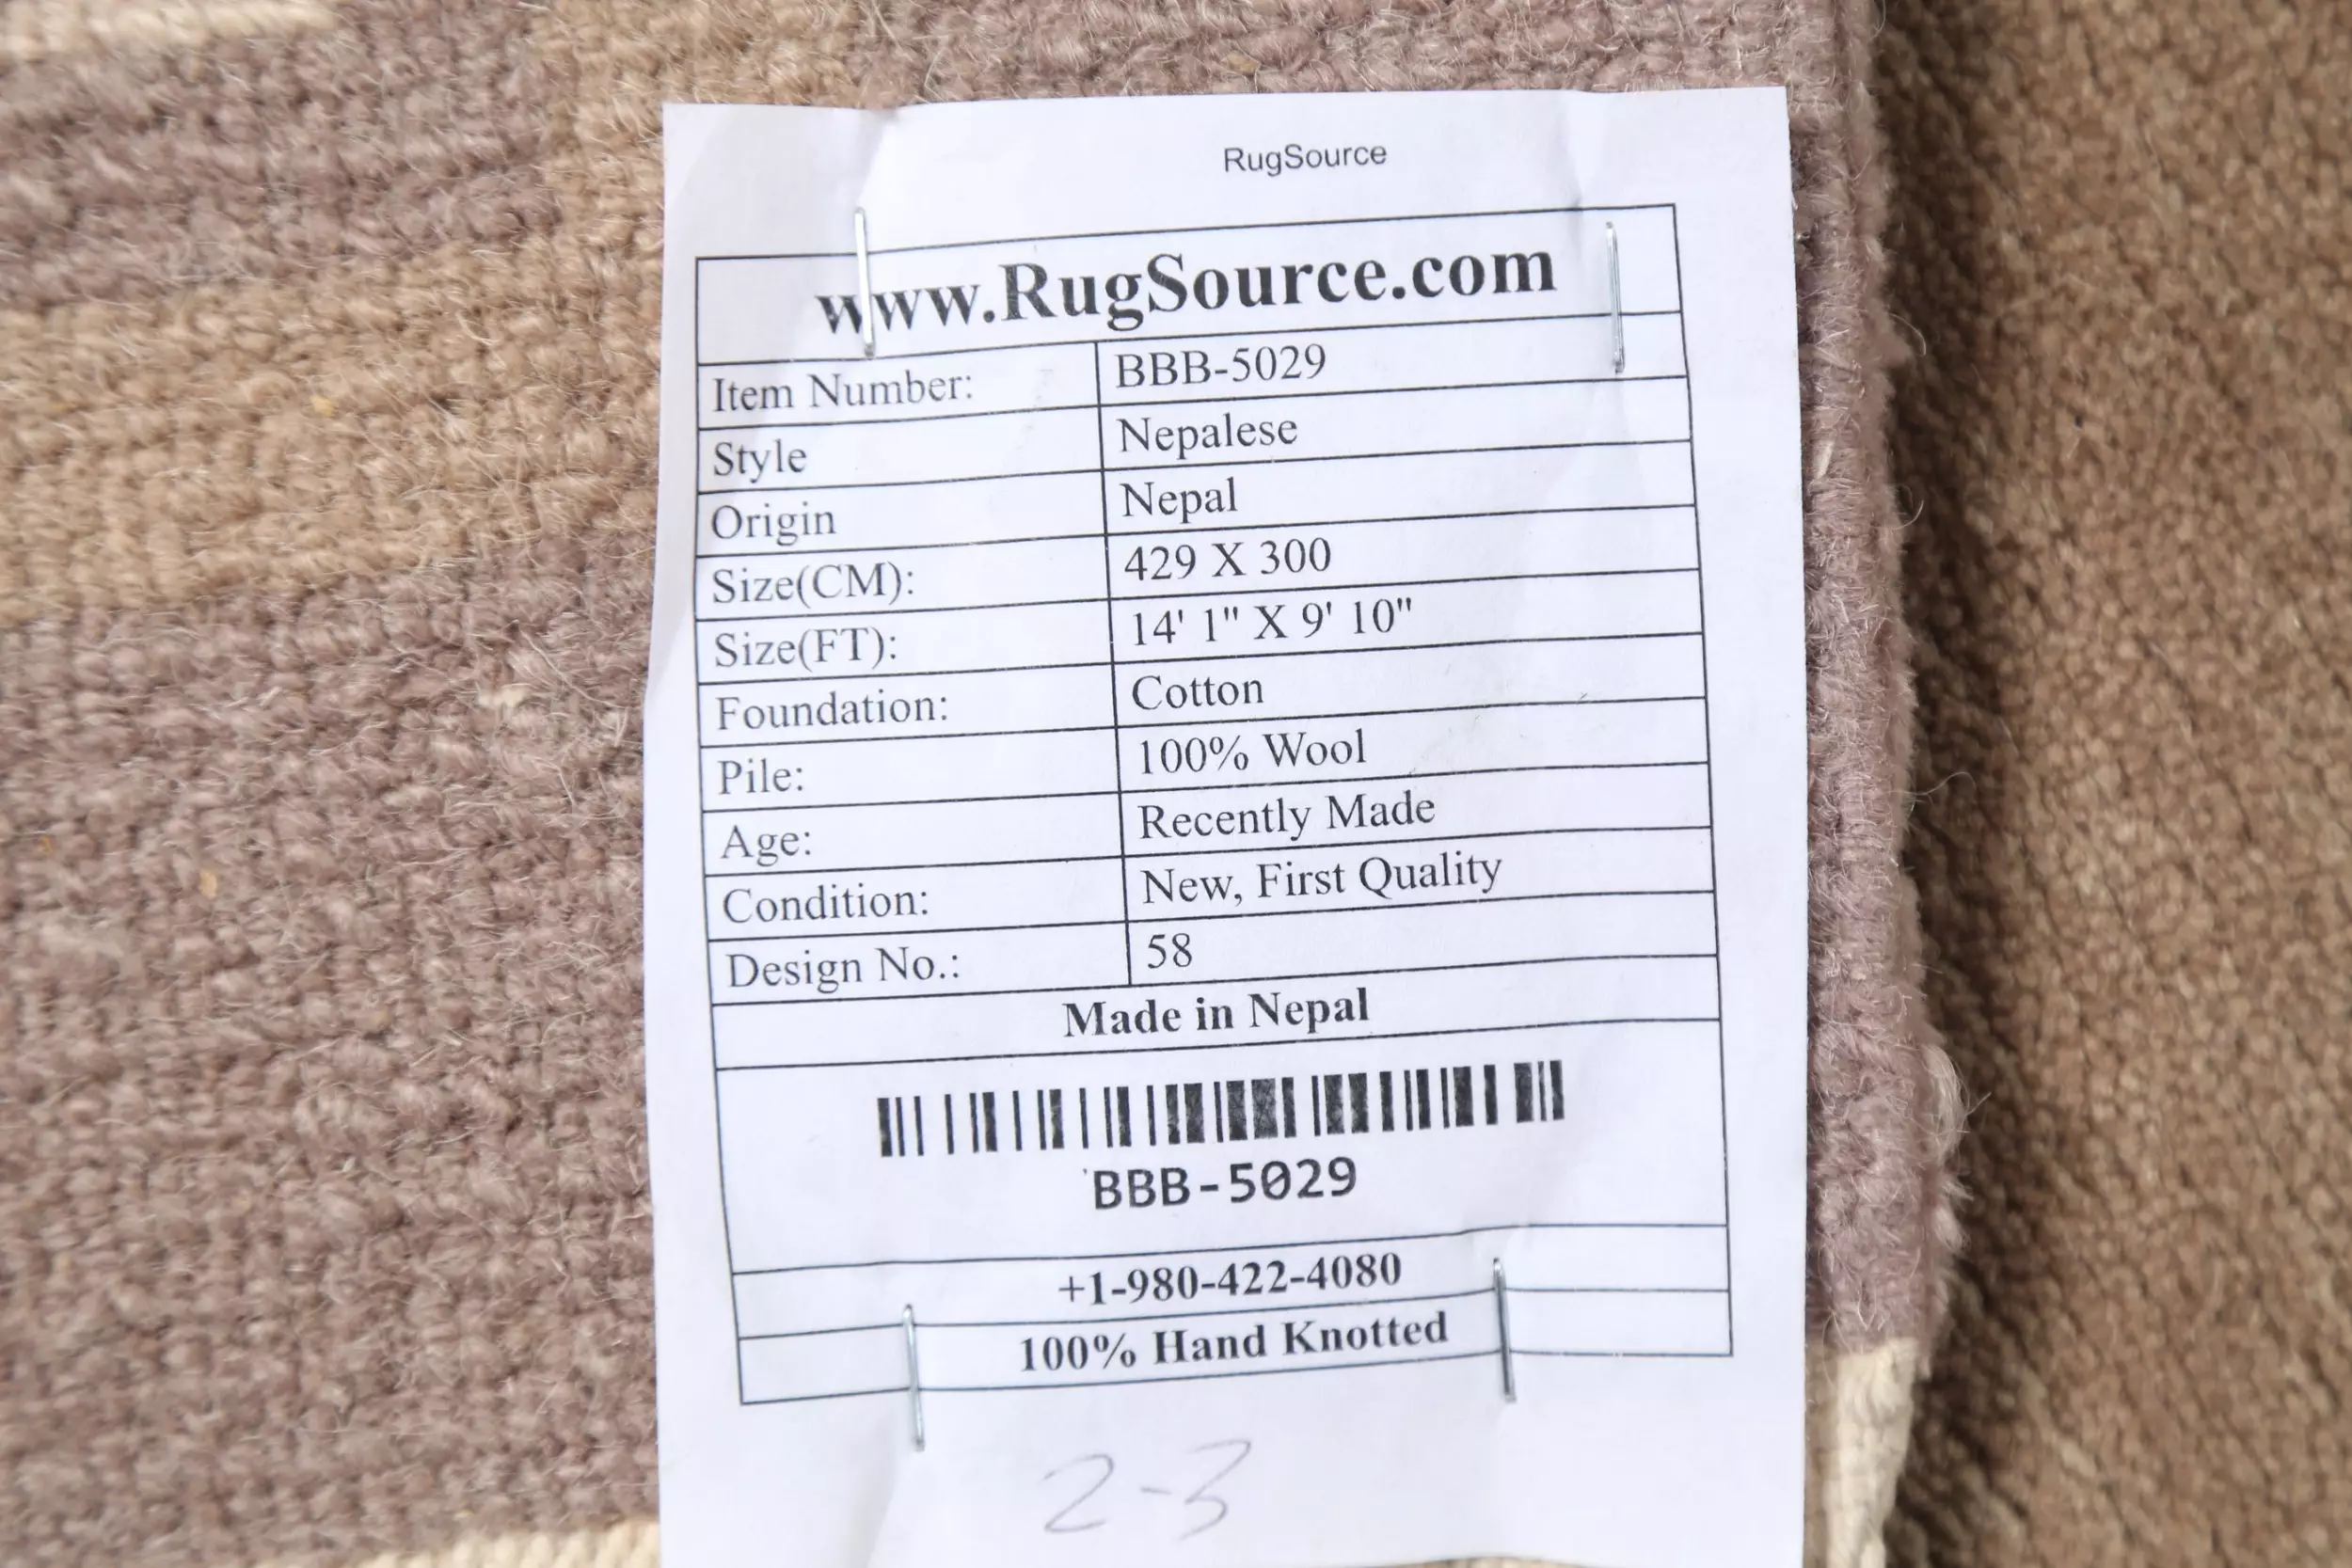 RugSource
www.RugSource.com
Item Number: BBB-5029
Style Nepalese
Origin Nepal
Size(CM): 429 X 300
Size(FT): 14' 1" X 9' 10"
Foundation: Cotton
Pile: 100% Wool
Age: Recently Made
Condition: New, First Quality
Design No.: 58
Made in Nepal
BBB-5029
+1-980-422-4080
100% Hand Knotted
2-3